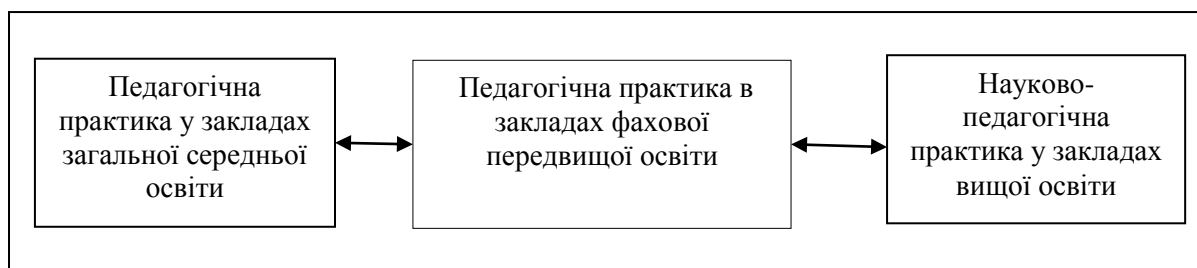 Педагогічна
практика у закладах
загальної середньої
освіти
Педагогічна практика в
закладах фахової
передвищої освіти
Науково-
педагогічна
практика у закладах
вищої освіти